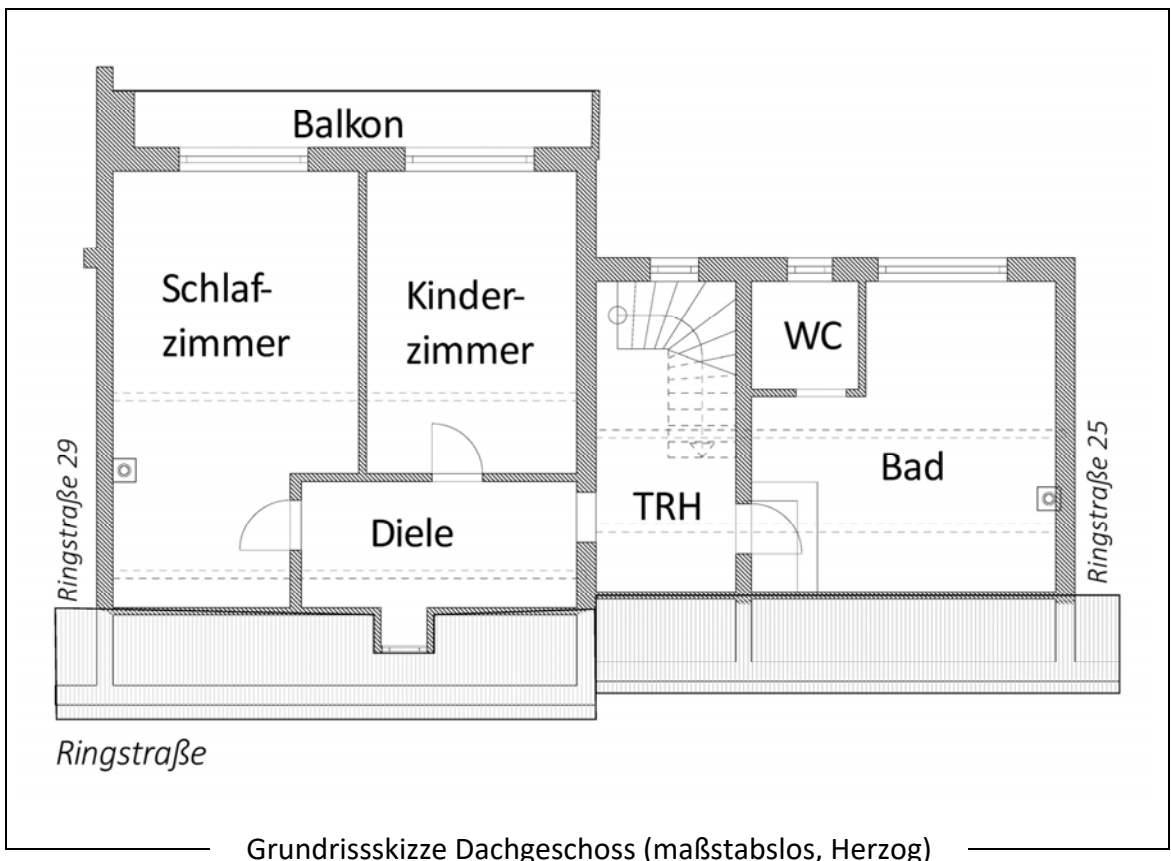 Balkon
Schlaf-
zimmer
Kinder-
zimmer
WC
Ringstraße 29
Diele
TRH
Bad
Ringstraße 25
Ringstraße
Grundrissskizze Dachgeschoss (maßstabslos, Herzog)